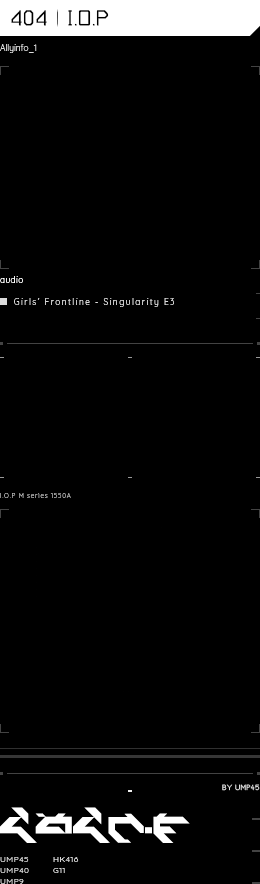 404 | I.O.P
Allyinfo_1
audio
Girls' Frontline - Singularity E3
I.O.P M series 1550A
BY UMP45
UMP45 HK416
UMP40 G11
UMP9